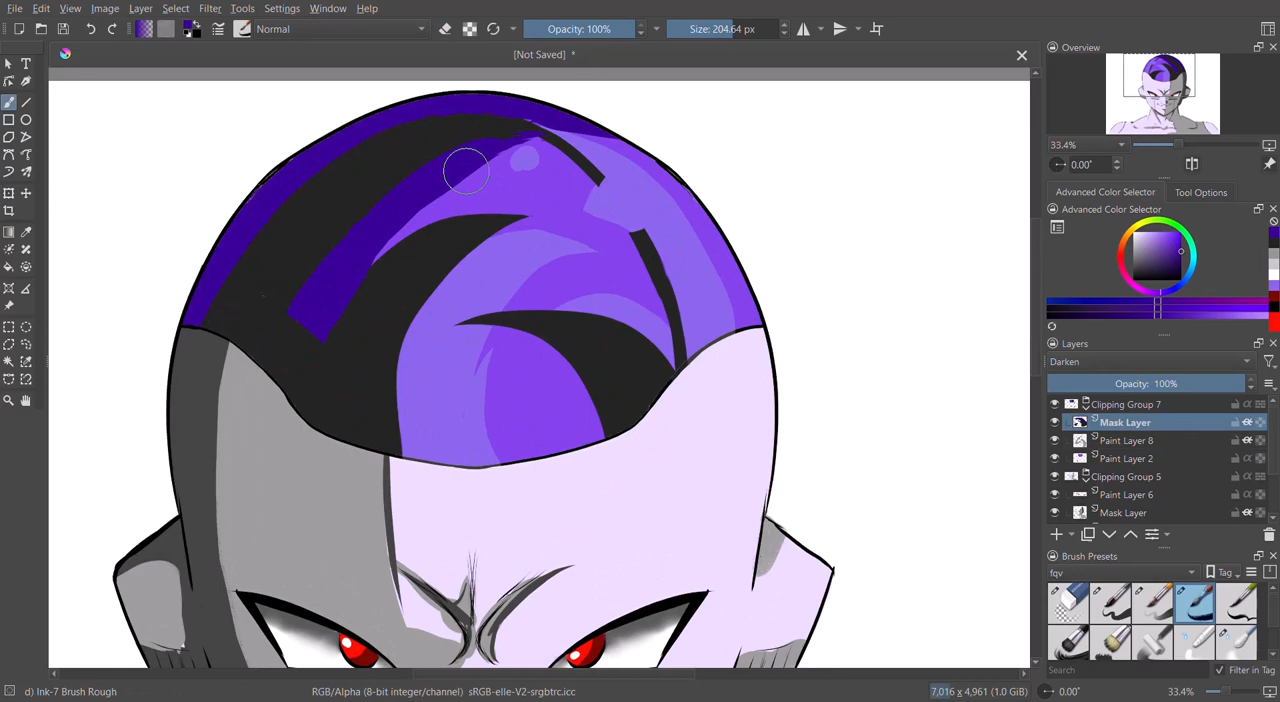 File Edit View Image Layer Select Filter Tools Settings Window Help
Normal Opacity: 100% Size: 204.64 px
[Not Saved] *
Overview
33.4%
0.00°
Advanced Color Selector Tool Options
Advanced Color Selector
Layers
Darken
Opacity: 100%
Clipping Group 7
Mask Layer
Paint Layer 8
Paint Layer 2
Clipping Group 5
Paint Layer 6
Mask Layer
Brush Presets
fqv Tag
Search Filter in Tag
d) Ink-7 Brush Rough RGB/Alpha (8-bit integer/channel) sRGB-elle-V2-srgbtrc.icc 7,016 x 4,961 (1.0 GiB) 0.00° 33.4%